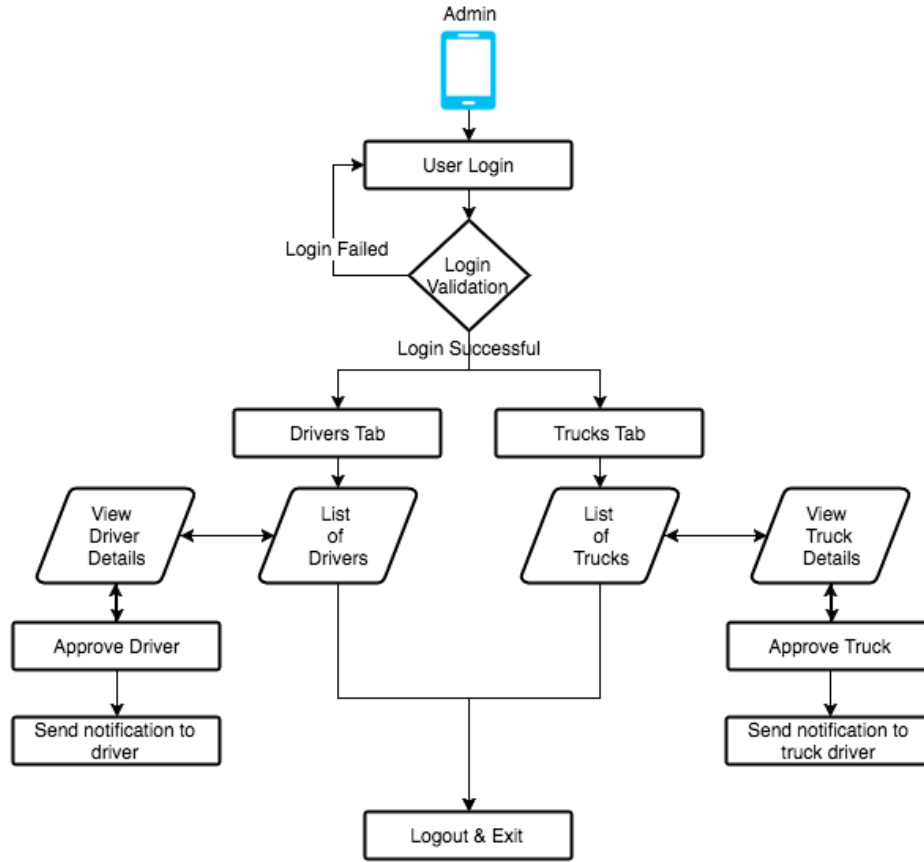 Admin
User Login
Login Failed
Login
Validation
Login Successful
Drivers Tab
Trucks Tab
View
Driver
Details
List
of
Drivers
List
of
Trucks
View
Truck
Details
Approve Driver
Approve Truck
Send notification to
driver
Send notification to
truck driver
Logout & Exit